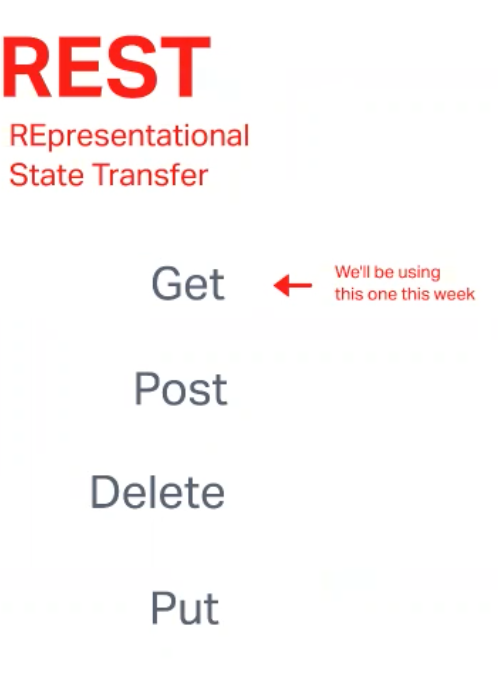 REST
REpresentational
State Transfer
Get
We'll be using
this one this week
Post
Delete
Put